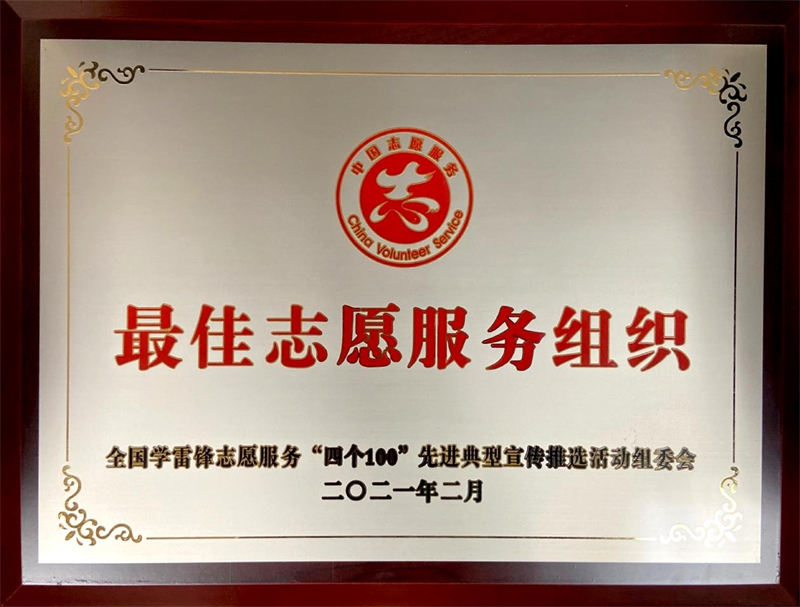 中国志愿服务
志
China Volunteer Service
最佳志愿服务组织
全国学雷锋志愿服务“四个100”先进典型宣传推选活动组委会
二〇二一年二月